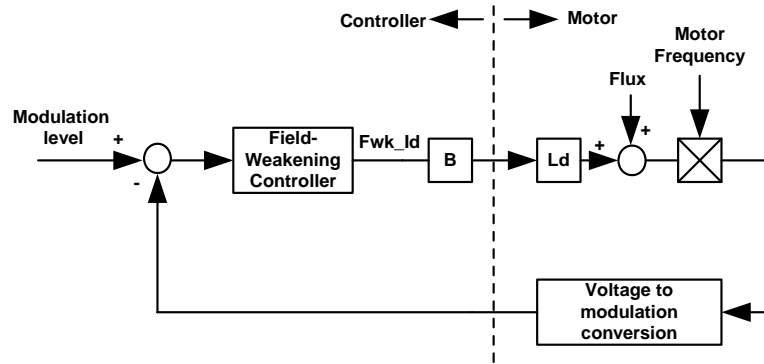 Controller
Motor
Motor
Frequency
Flux
Modulation
level
+
-
Field-
Weakening
Controller
Fwk_Id
B
Ld
+
+
Voltage to
modulation
conversion